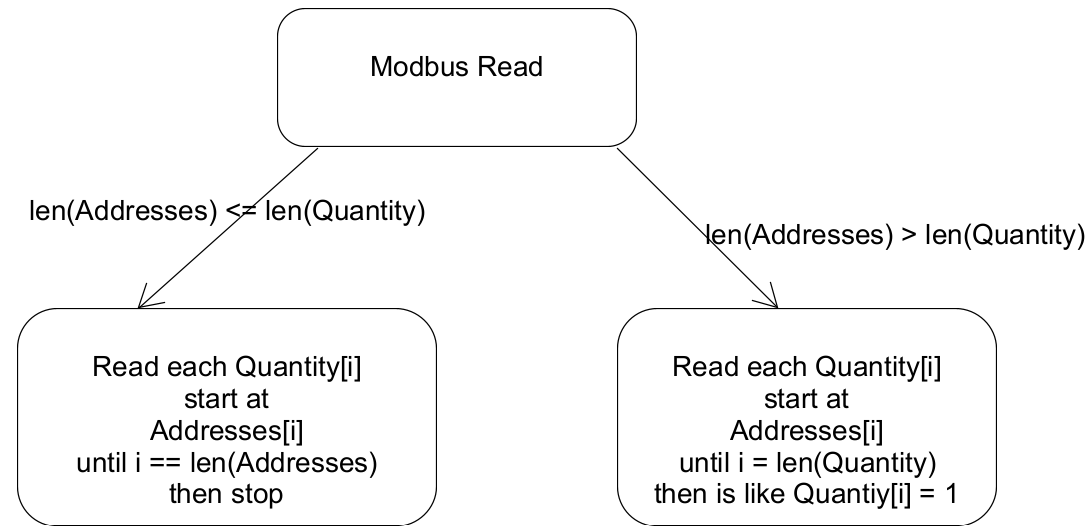 Modbus Read
len(Addresses) <= len(Quantity)
len(Addresses) > len(Quantity)
Read each Quantity[i]
start at
Addresses[i]
until i == len(Addresses)
then stop
Read each Quantity[i]
start at
Addresses[i]
until i = len(Quantity)
then is like Quantiy[i] = 1